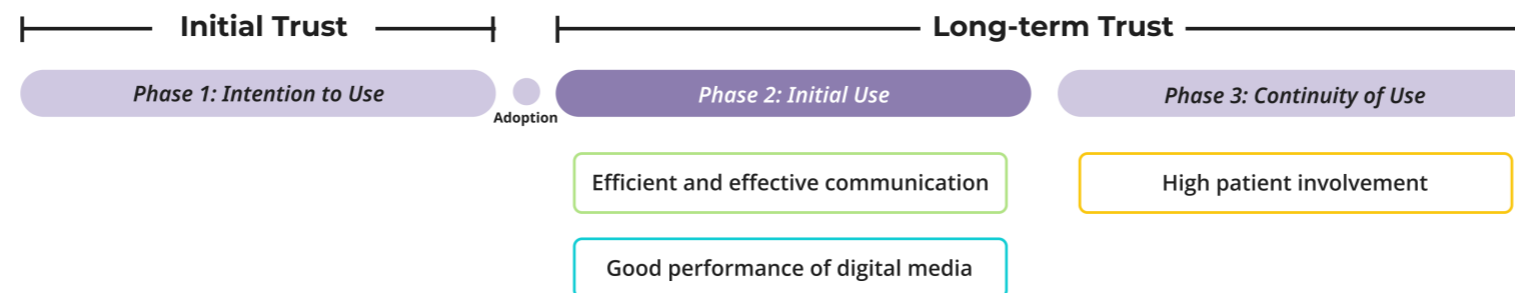 Initial Trust
Long-term Trust
Phase 1: Intention to Use
Adoption
Phase 2: Initial Use
Phase 3: Continuity of Use
Efficient and effective communication
High patient involvement
Good performance of digital media